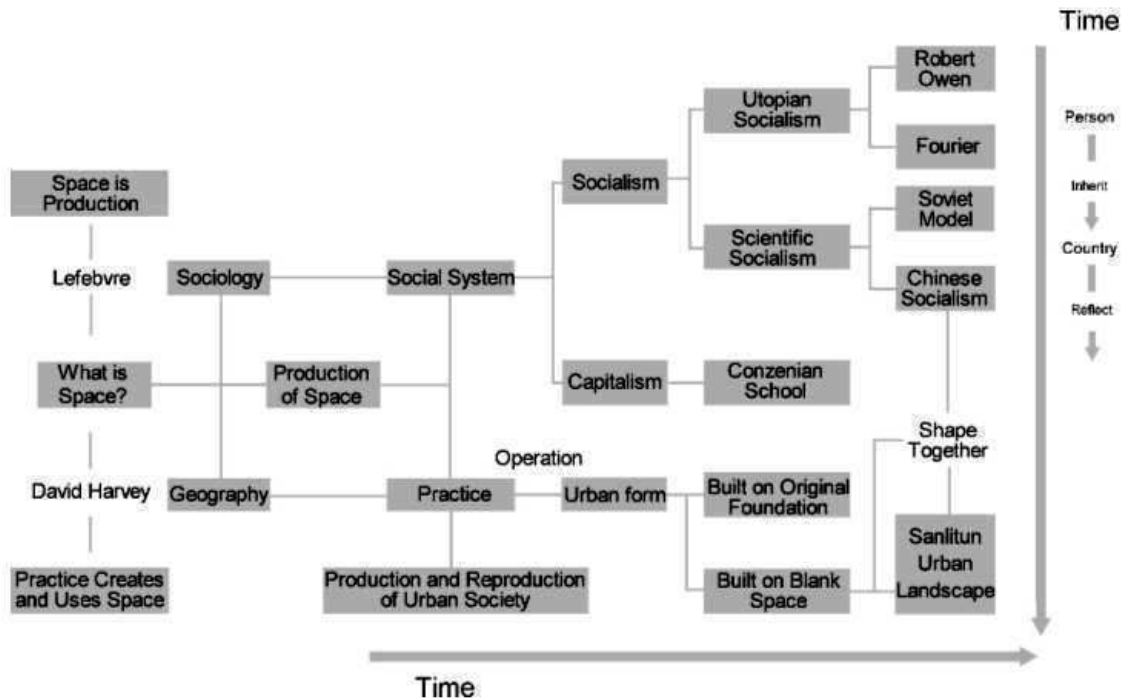 Time
Robert
Owen
Utopian
Socialism
Person
Fourier
Space is
Production
Socialism
Inherit
Soviet
Model
Scientific
Socialism
Country
Lefebvre
Sociology
Social System
Chinese
Socialism
Reflect
What is
Space?
Production
of Space
Capitalism
Conzenian
School
Shape
Together
Operation
David Harvey
Geography
Practice
Urban form
Built on Original
Foundation
Sanlitun
Urban
Landscape
Practice Creates
and Uses Space
Production and Reproduction
of Urban Society
Built on Blank
Space
Time